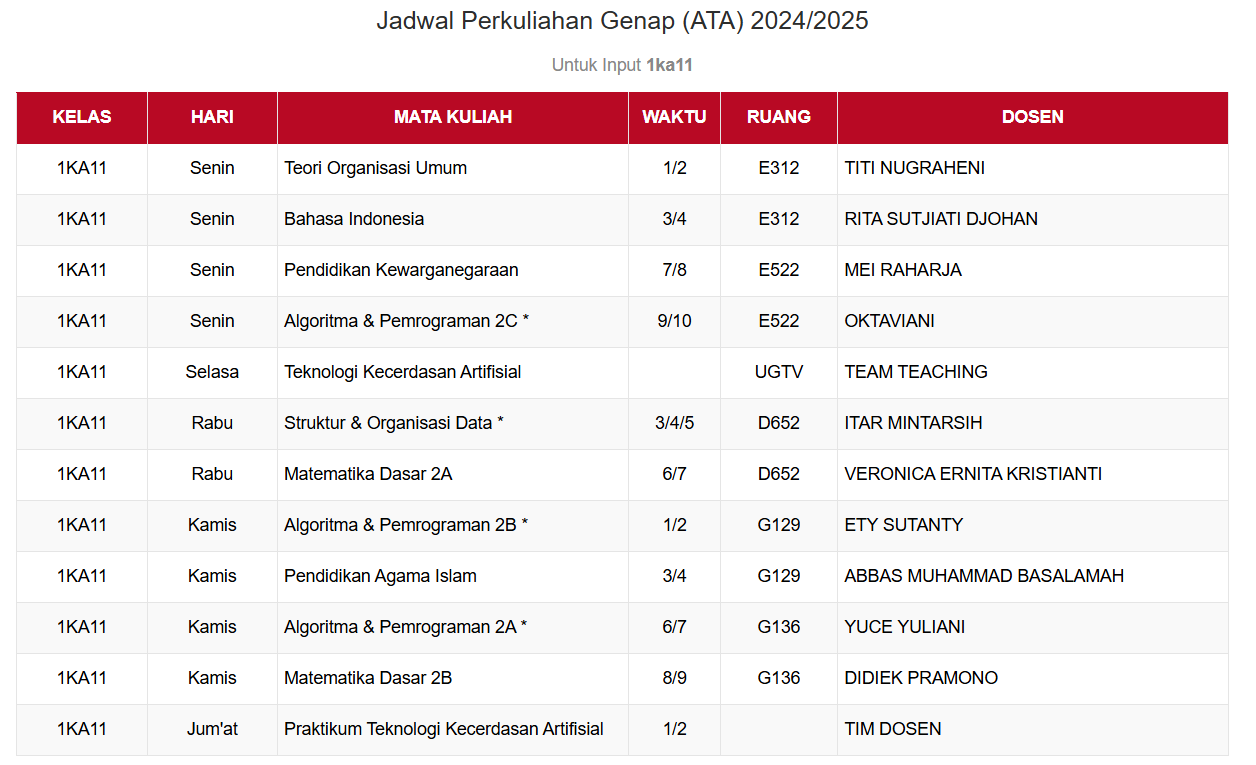 Jadwal Perkuliahan Genap (ATA) 2024/2025
Untuk Input 1ka11
KELAS HARI MATA KULIAH WAKTU RUANG DOSEN
1KA11 Senin Teori Organisasi Umum 1/2 E312 TITI NUGRAHENI
1KA11 Senin Bahasa Indonesia 3/4 E312 RITA SUTJIATI DJOHAN
1KA11 Senin Pendidikan Kewarganegaraan 7/8 E522 MEI RAHARJA
1KA11 Senin Algoritma & Pemrograman 2C * 9/10 E522 OKTAVIANI
1KA11 Selasa Teknologi Kecerdasan Artifisial UGTV TEAM TEACHING
1KA11 Rabu Struktur & Organisasi Data * 3/4/5 D652 ITAR MINTARSIH
1KA11 Rabu Matematika Dasar 2A 6/7 D652 VERONICA ERNITA KRISTIANTI
1KA11 Kamis Algoritma & Pemrograman 2B * 1/2 G129 ETY SUTANTY
1KA11 Kamis Pendidikan Agama Islam 3/4 G129 ABBAS MUHAMMAD BASALAMAH
1KA11 Kamis Algoritma & Pemrograman 2A * 6/7 G136 YUCE YULIANI
1KA11 Kamis Matematika Dasar 2B 8/9 G136 DIDIEK PRAMONO
1KA11 Jum'at Praktikum Teknologi Kecerdasan Artifisial 1/2 TIM DOSEN